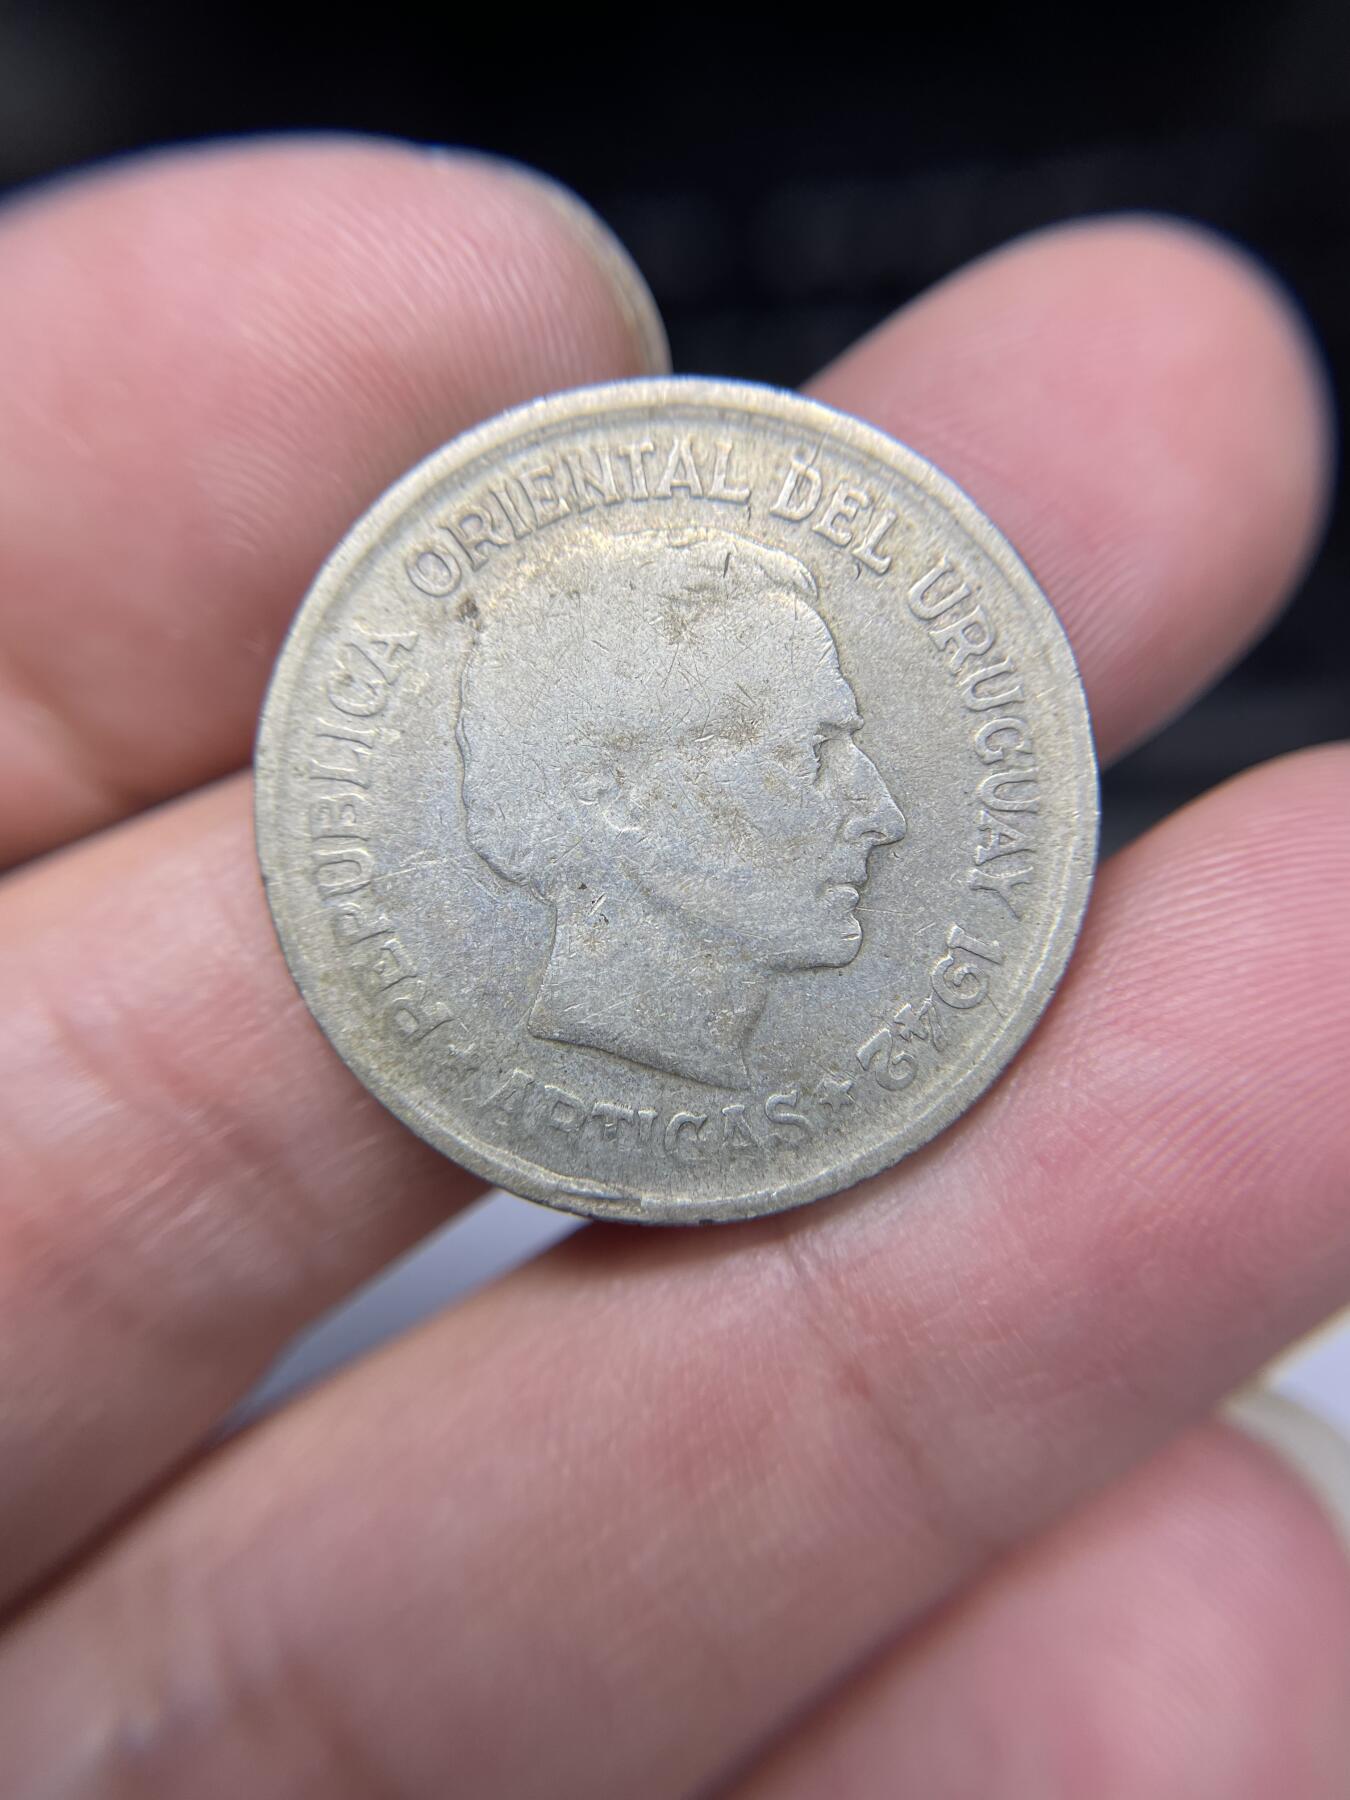 REPUBLICA ORIENTAL DEL URUGUAY 1942
ARTIGAS